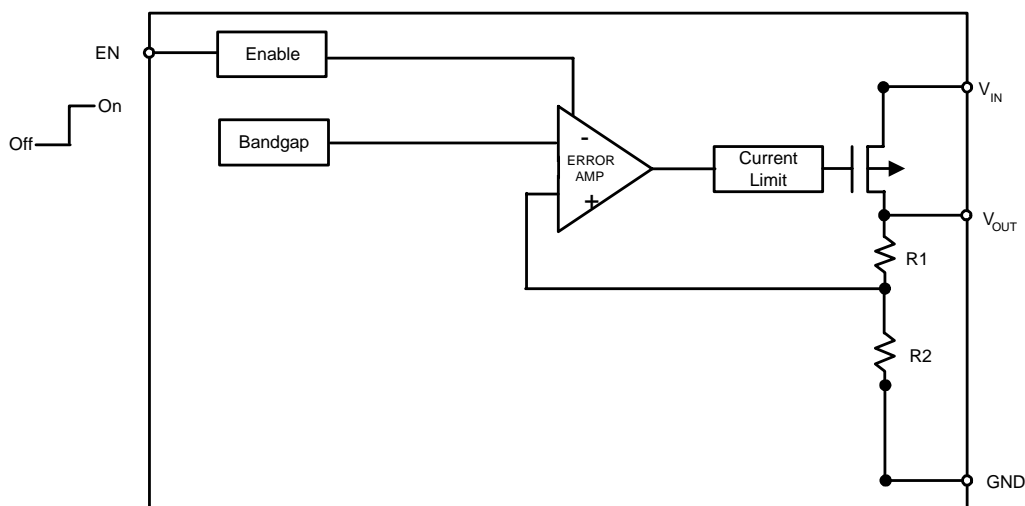 EN
Enable
V_IN
Off
On
Bandgap
-
ERROR
AMP
+
Current
Limit
V_OUT
R1
R2
GND